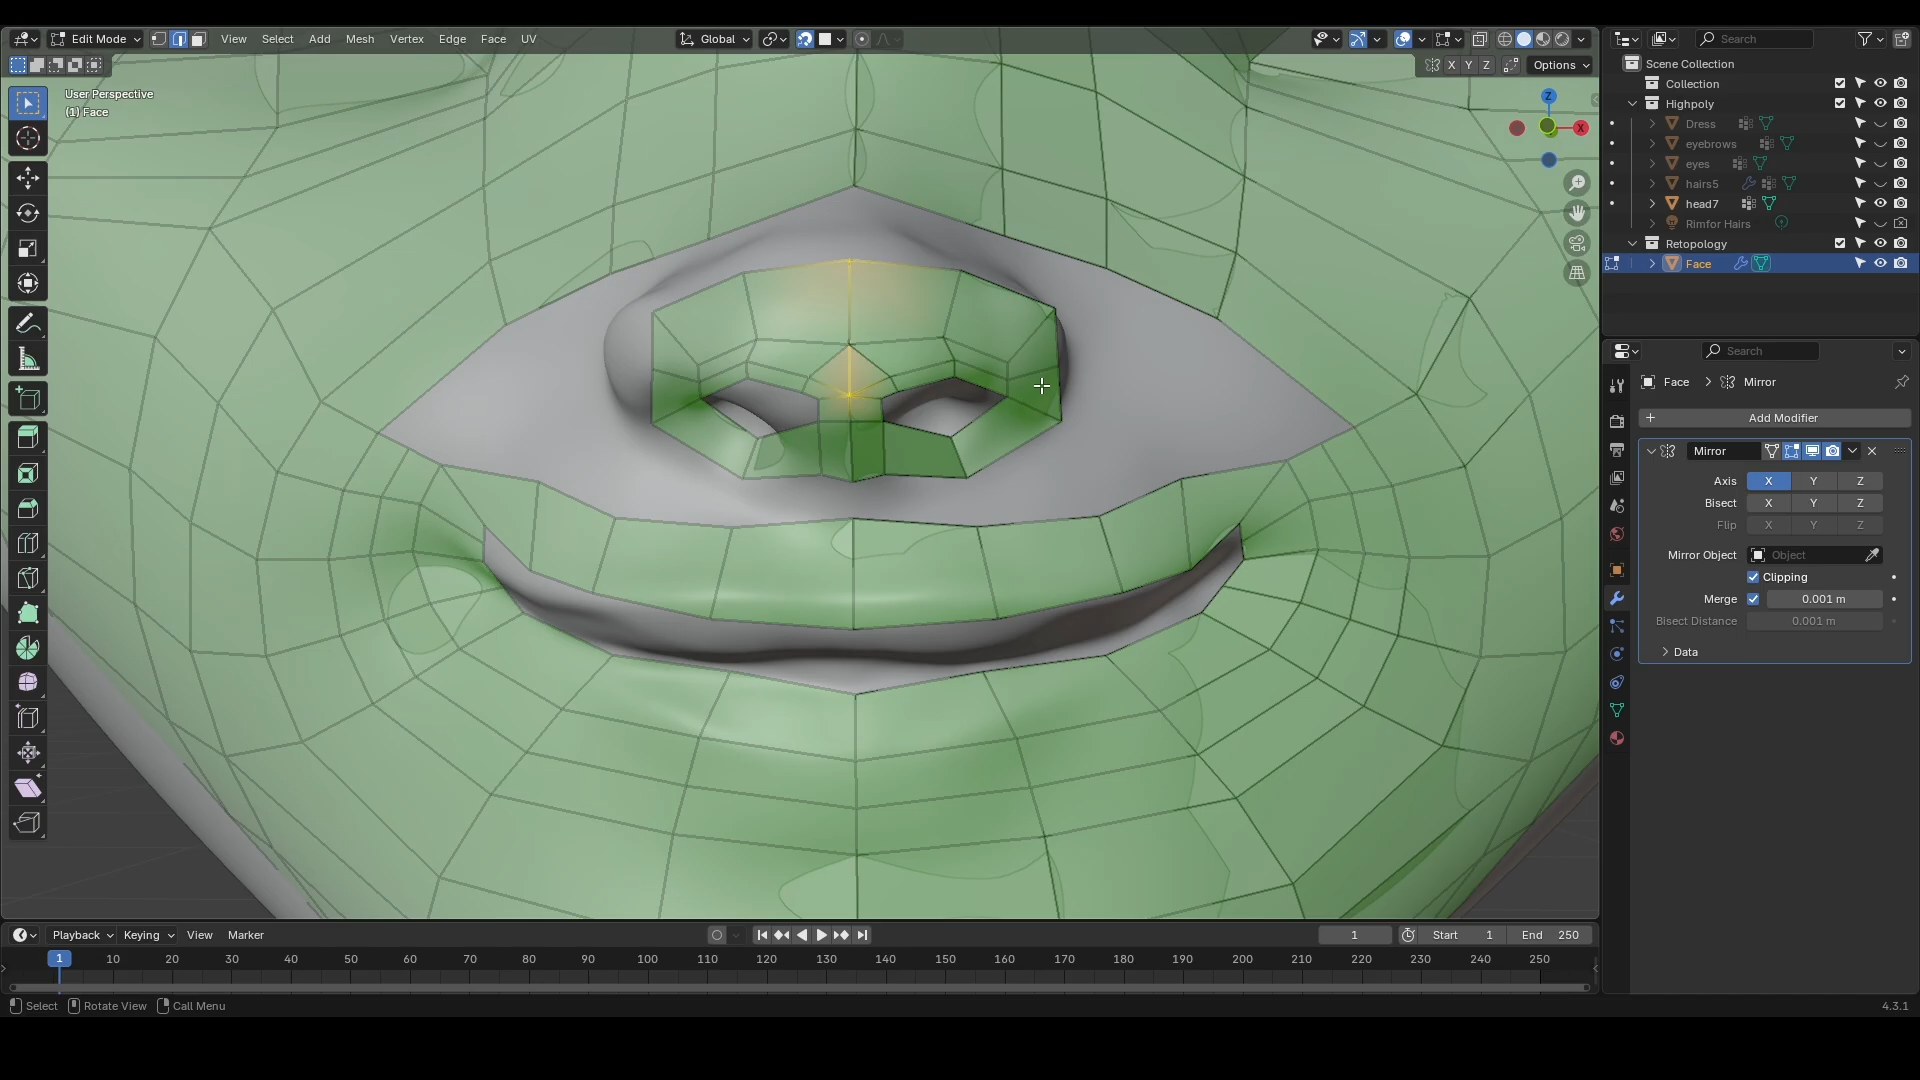 Edit Mode
View
Select
Add
Mesh
Vertex
Edge
Face
UV
Global
Search
X Y Z
Options
User Perspective
(1) Face
Z
X
Scene Collection
Collection
Highpoly
Dress
eyebrows
eyes
hairs5
head7
Rimfor Hairs
Retopology
Face
Search
Face > Mirror
+ Add Modifier
Mirror
Axis X Y Z
Bisect X Y Z
Flip X Y Z
Mirror Object Object
Clipping
Merge 0.001 m
Bisect Distance 0.001 m
Data
Playback
Keying
View
Marker
1
Start 1
End 250
1 10 20 30 40 50 60 70 80 90 100 110 120 130 140 150 160 170 180 190 200 210 220 230 240 250
Select
Rotate View
Call Menu
4.3.1